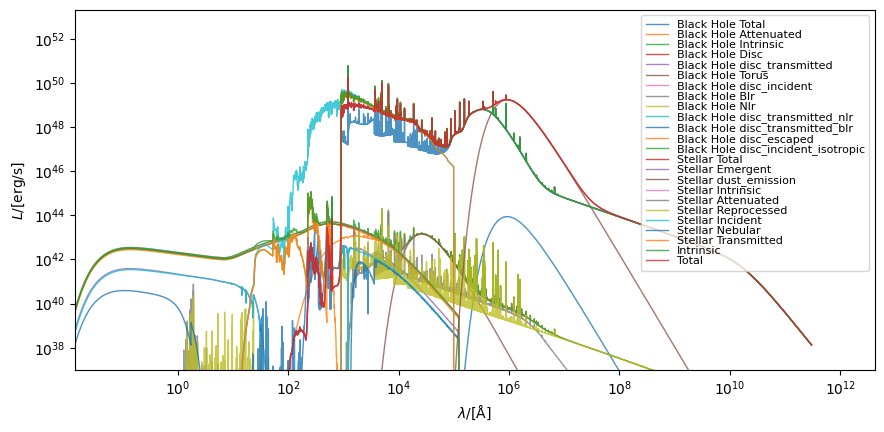 10^52
10^50
10^48
10^46
10^44
10^42
10^40
10^38
L/[erg/s]
10^0
10^2
10^4
10^6
10^8
10^10
10^12
λ/[Å]
Black Hole Total
Black Hole Attenuated
Black Hole Intrinsic
Black Hole Disc
Black Hole disc_transmitted
Black Hole Torus
Black Hole disc_incident
Black Hole Blr
Black Hole Nlr
Black Hole disc_transmitted_nlr
Black Hole disc_transmitted_blr
Black Hole disc_escaped
Black Hole disc_incident_isotropic
Stellar Total
Stellar Emergent
Stellar dust_emission
Stellar Intrinsic
Stellar Attenuated
Stellar Reprocessed
Stellar Incident
Stellar Nebular
Stellar Transmitted
Intrinsic
Total